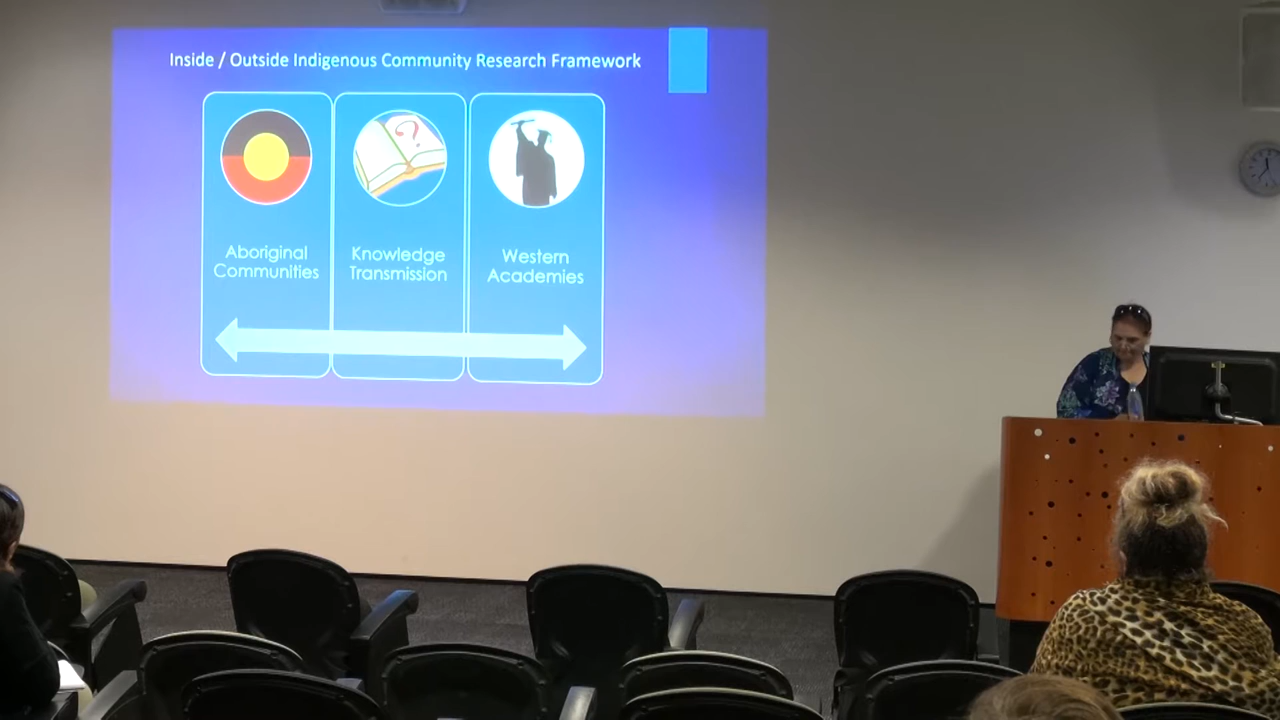 Inside / Outside Indigenous Community Research Framework
?
Aboriginal
Communities
Knowledge
Transmission
Western
Academies